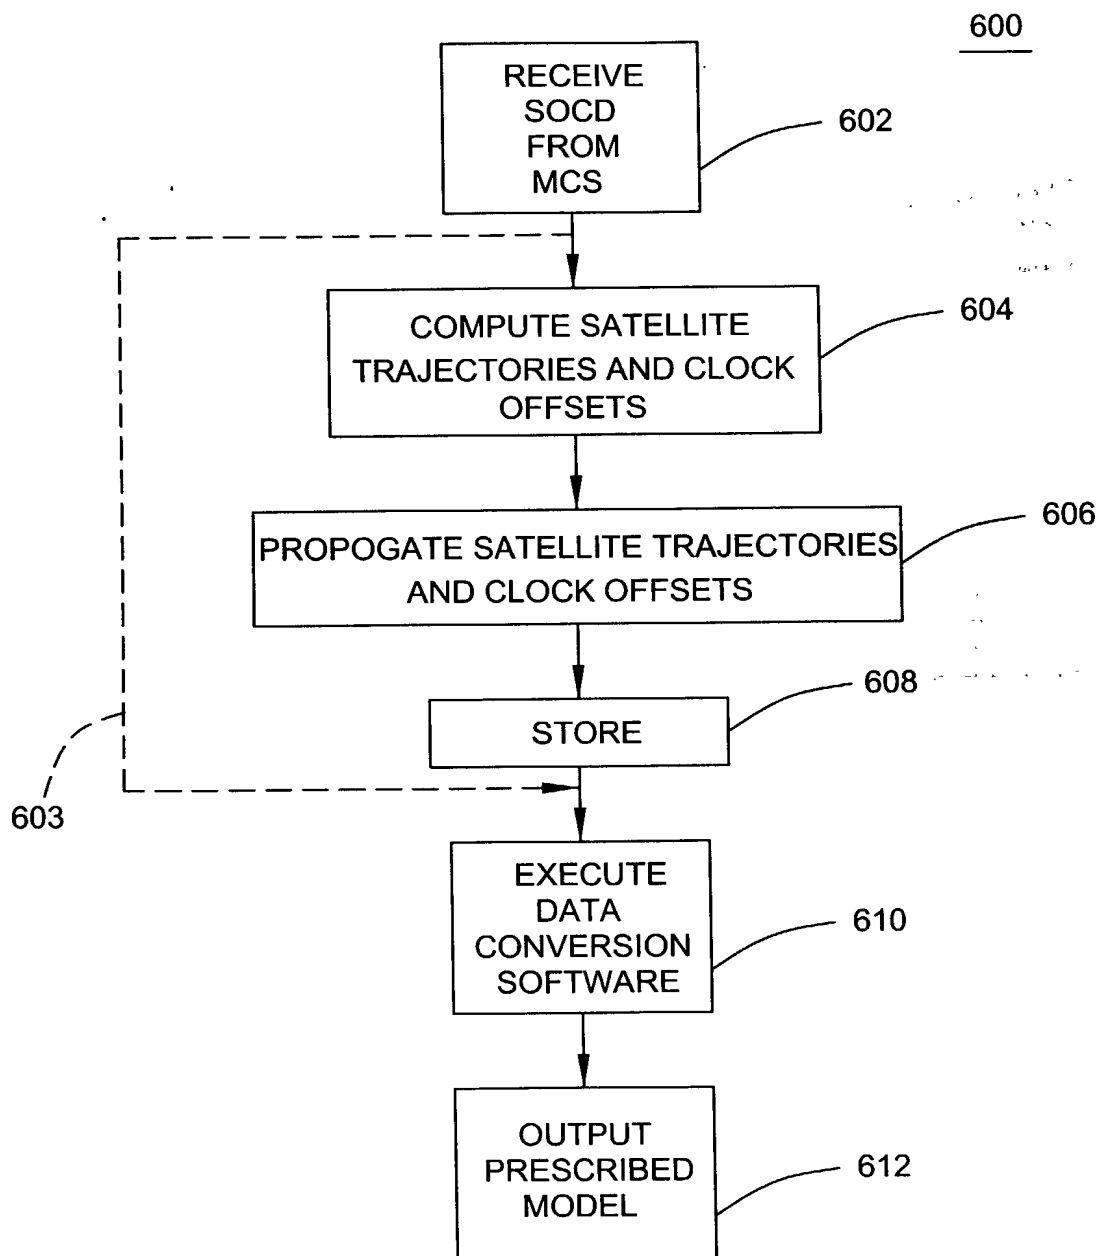 600
RECEIVE
SOCD
FROM
MCS
602
COMPUTE SATELLITE
TRAJECTORIES AND CLOCK
OFFSETS
604
PROPOGATE SATELLITE TRAJECTORIES
AND CLOCK OFFSETS
606
STORE
608
603
EXECUTE
DATA
CONVERSION
SOFTWARE
610
OUTPUT
PRESCRIBED
MODEL
612